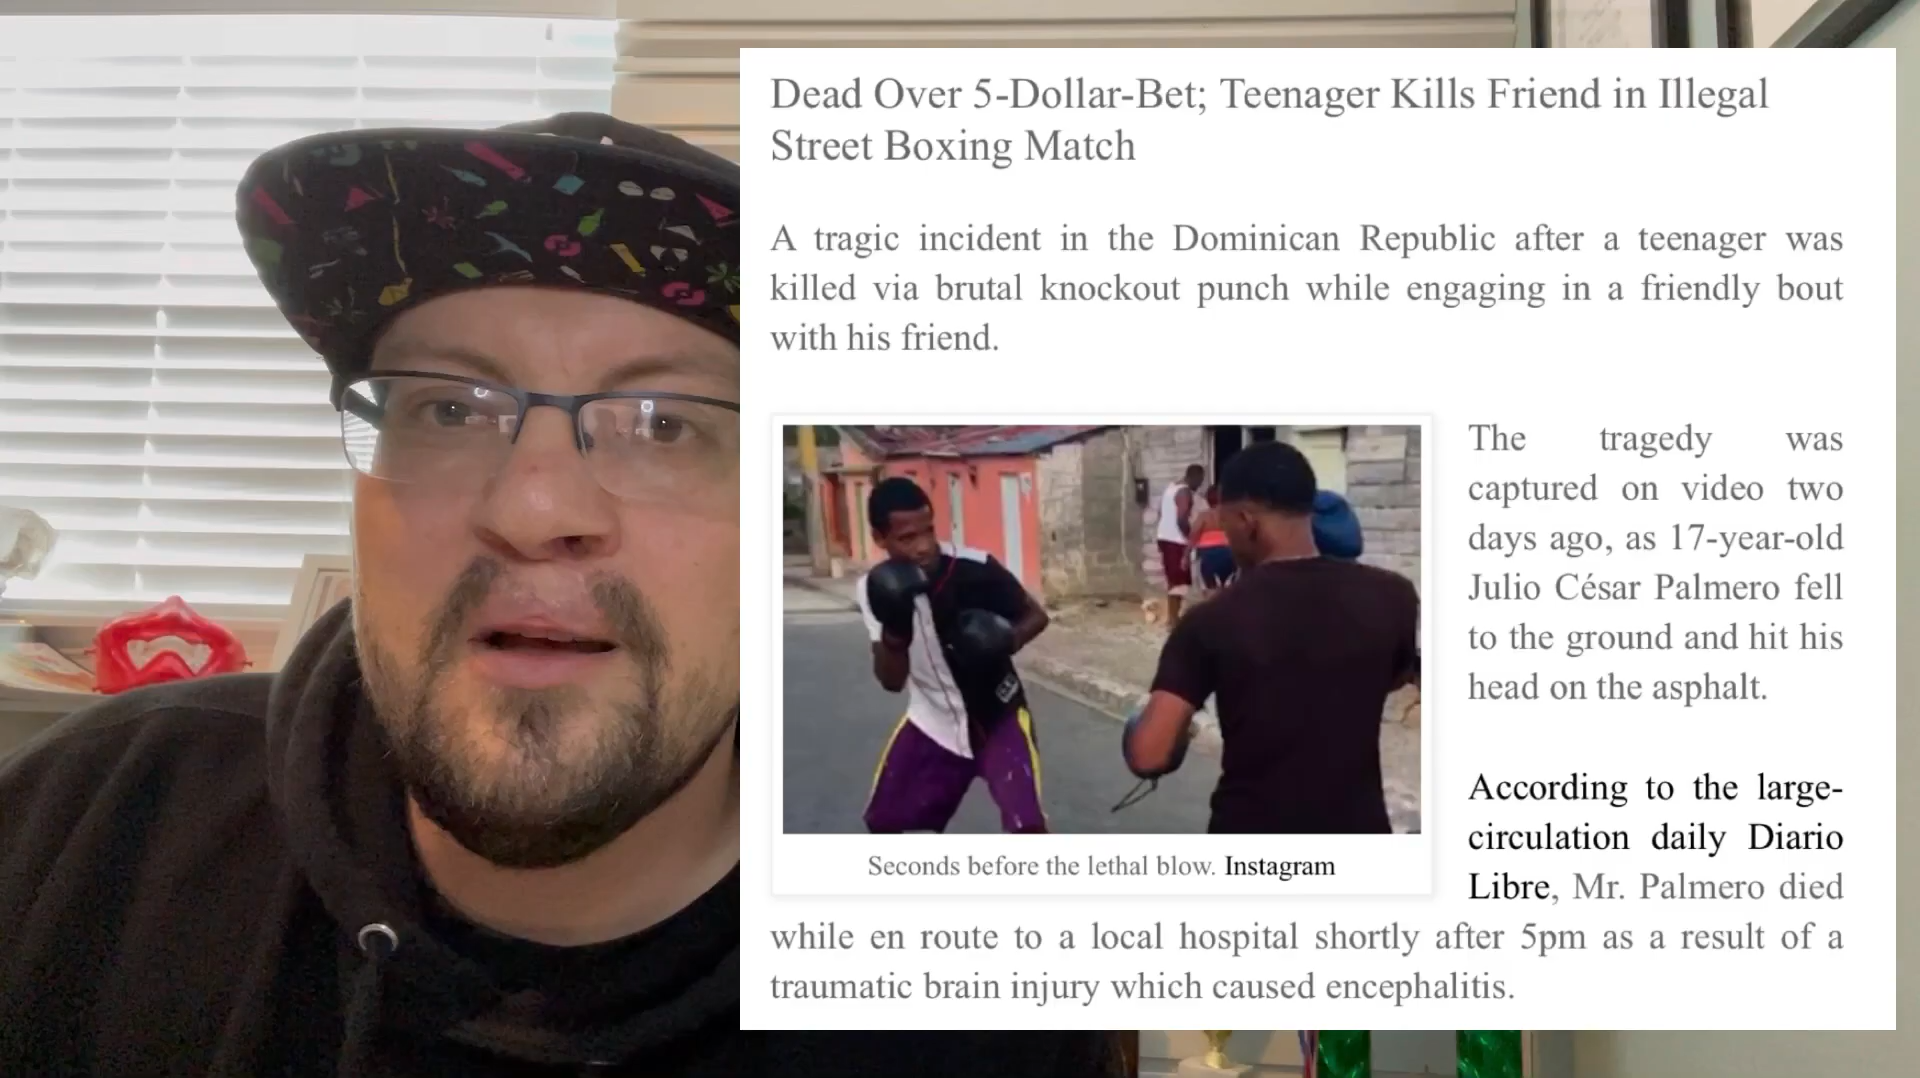 Dead Over 5-Dollar-Bet; Teenager Kills Friend in Illegal
Street Boxing Match
A tragic incident in the Dominican Republic after a teenager was
killed via brutal knockout punch while engaging in a friendly bout
with his friend.
The tragedy was
captured on video two
days ago, as 17-year-old
Julio César Palmero fell
to the ground and hit his
head on the asphalt.
According to the large-
circulation daily Diario
Libre, Mr. Palmero died
while en route to a local hospital shortly after 5pm as a result of a
traumatic brain injury which caused encephalitis.
Seconds before the lethal blow. Instagram